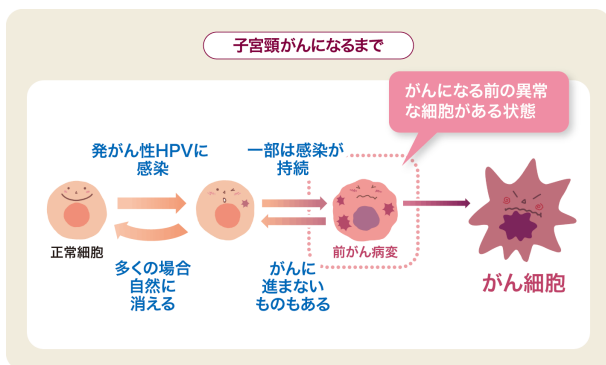 子宮頸がんになるまで
がんになる前の異常
な細胞がある状態
発がん性HPVに
感染
一部は感染が
持続
正常細胞
前がん病変
がん細胞
多くの場合
自然に
消える
がんに
進まない
ものもある